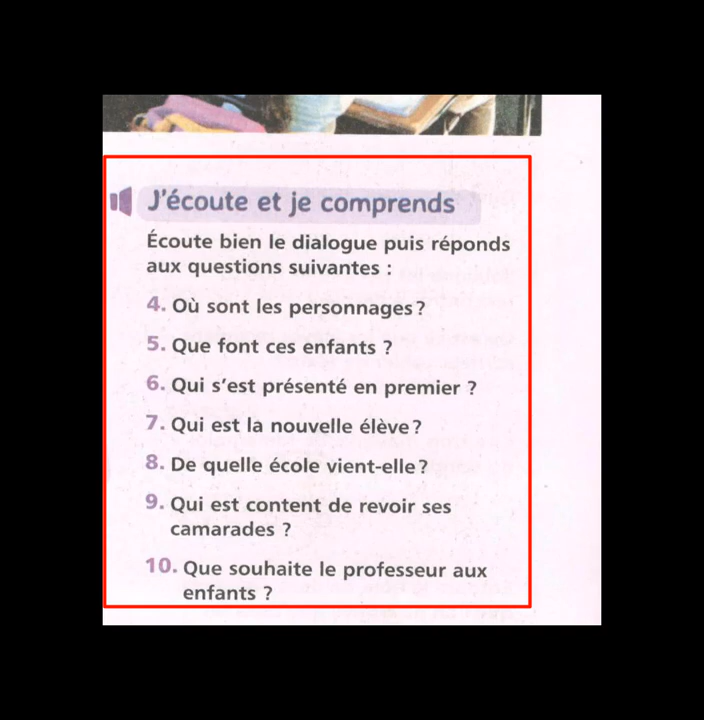 J'écoute et je comprends
Écoute bien le dialogue puis réponds
aux questions suivantes :
4. Où sont les personnages?
5. Que font ces enfants ?
6. Qui s'est présenté en premier ?
7. Qui est la nouvelle élève?
8. De quelle école vient-elle?
9. Qui est content de revoir ses
camarades ?
10. Que souhaite le professeur aux
enfants ?